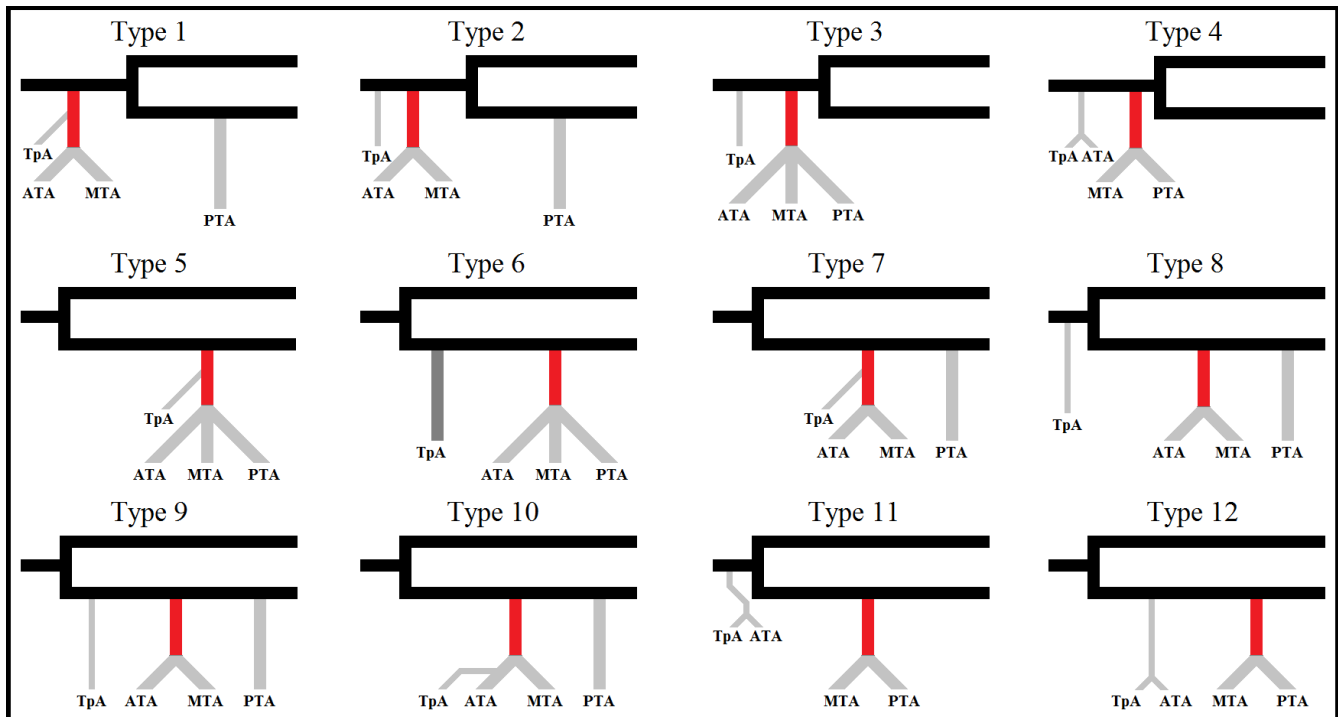 Type 1 Type 2 Type 3 Type 4
TpA TpA TpA TpA ATA
ATA MTA ATA MTA MTA PTA
ATA MTA PTA
PTA PTA
Type 5 Type 6 Type 7 Type 8
TpA TpA
TpA ATA MTA TpA ATA MTA PTA
ATA MTA PTA ATA MTA PTA PTA
Type 9 Type 10 Type 11 Type 12
TpA ATA
TpA ATA MTA PTA TpA ATA MTA PTA MTA PTA TpA ATA MTA PTA